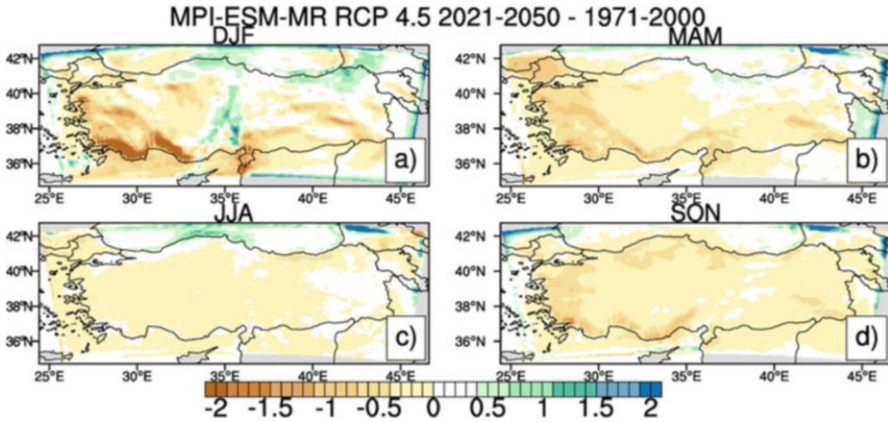 MPI-ESM-MR RCP 4.5 2021-2050 - 1971-2000
DJF MAM
42°N 42°N
40°N 40°N
38°N 38°N
36°N a) 36°N b)
25°E 30°E 35°E 40°E 45°E 25°E 30°E 35°E 40°E 45°E
JJA SON
42°N 42°N
40°N 40°N
38°N 38°N
36°N c) 36°N d)
25°E 30°E 35°E 40°E 45°E 25°E 30°E 35°E 40°E 45°E
-2 -1.5 -1 -0.5 0 0.5 1 1.5 2